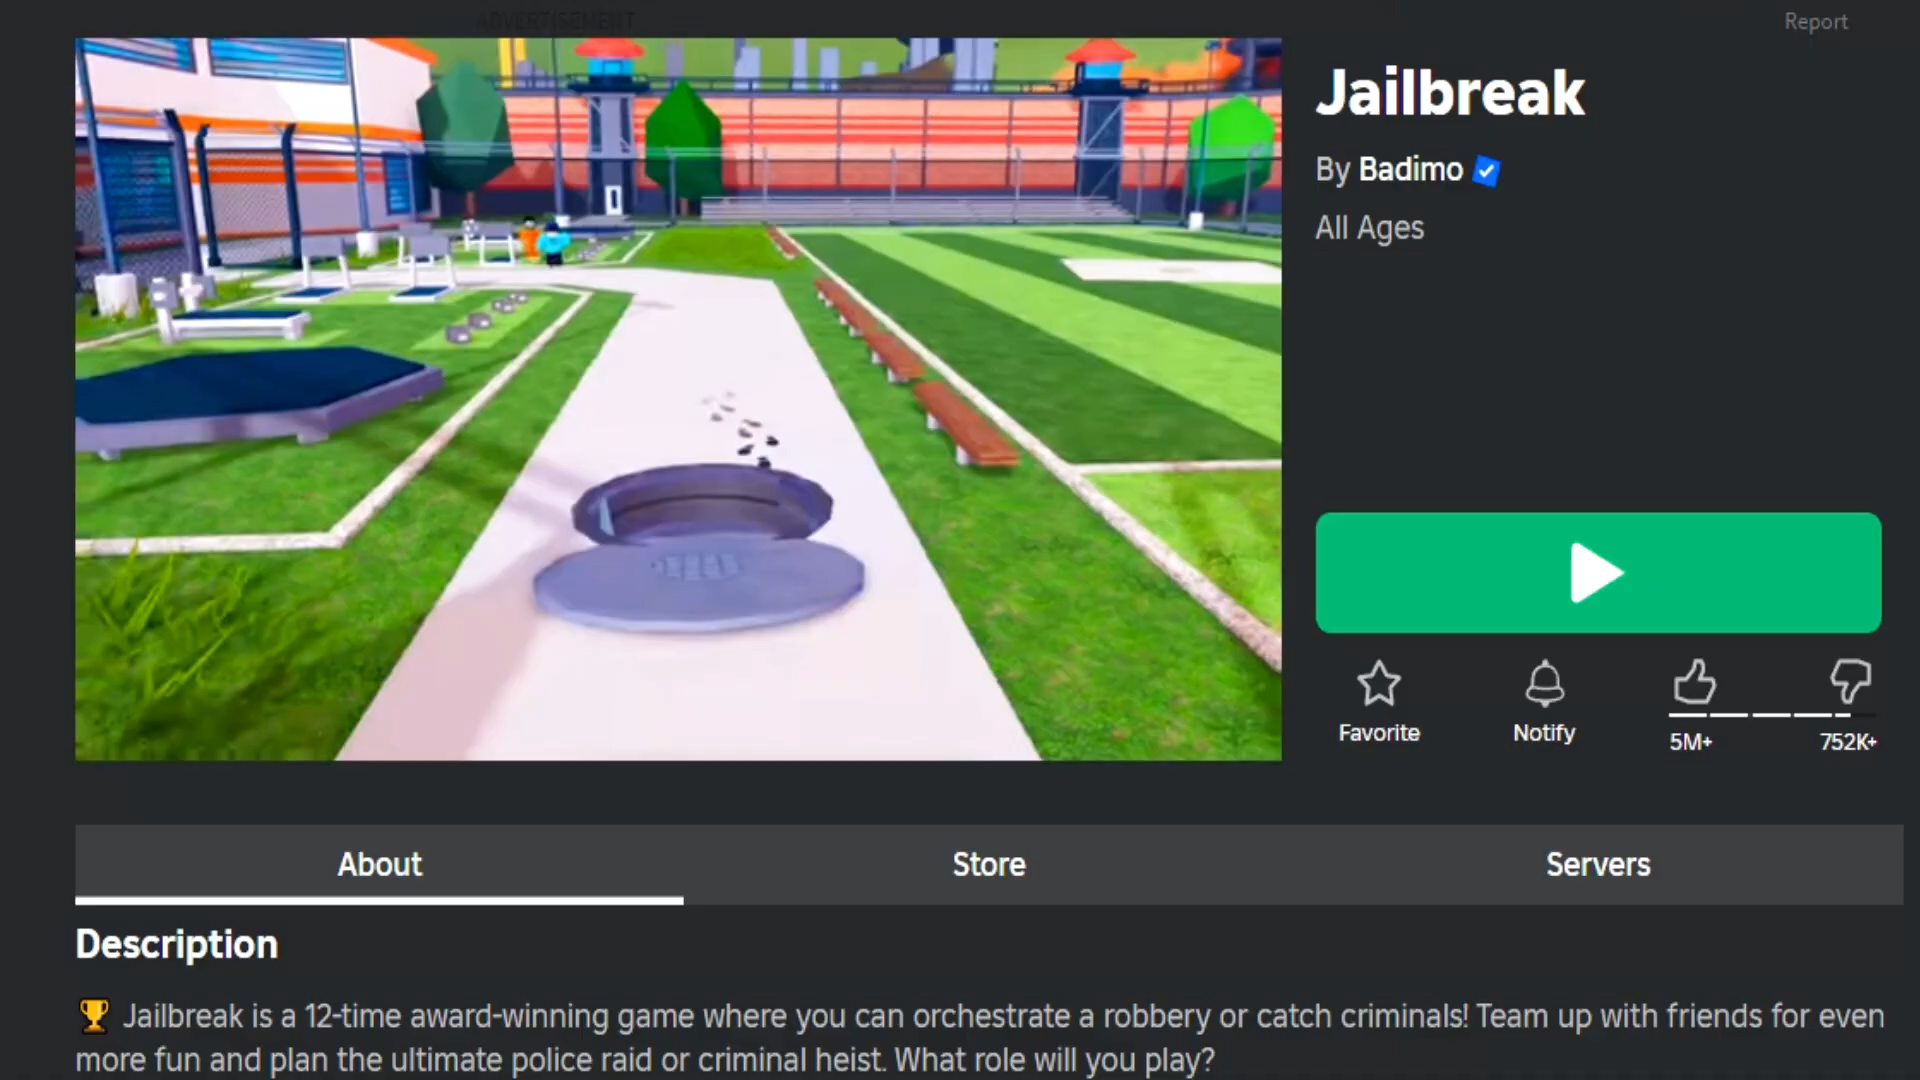 ADVERTISEMENT
Report
Jailbreak
By Badimo
All Ages
Favorite
Notify
5M+
752K+
About
Store
Servers
Description
🏆 Jailbreak is a 12-time award-winning game where you can orchestrate a robbery or catch criminals! Team up with friends for even
more fun and plan the ultimate police raid or criminal heist. What role will you play?